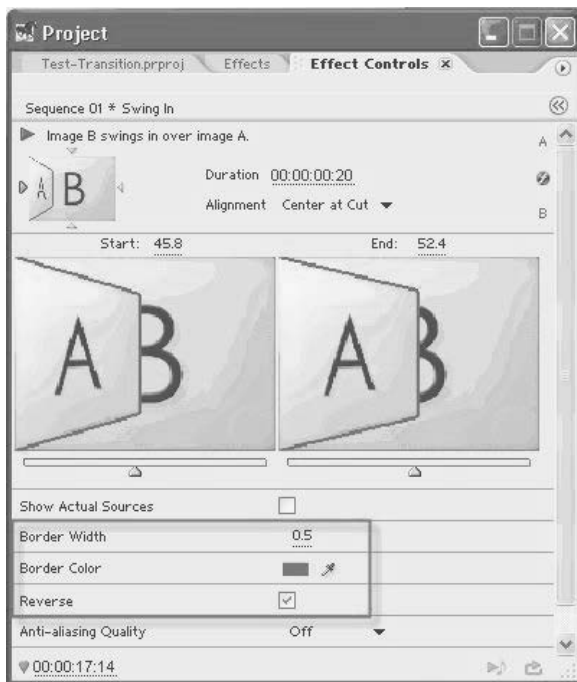 Project
Test-Transition.prproj Effects Effect Controls
Sequence 01 * Swing In
Image B swings in over image A.
A
A B
Duration 00:00:00:20
Alignment Center at Cut
B
Start: 45.8 End: 52.4
A B A B
Show Actual Sources
Border Width 0.5
Border Color
Reverse
Anti-aliasing Quality Off
00:00:17:14